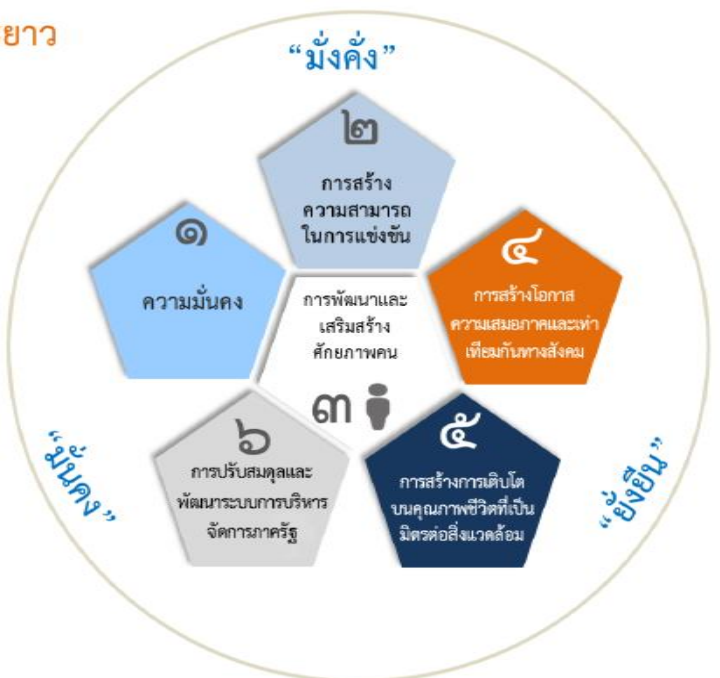 ยาว
“มั่งคั่ง”
๒
การสร้าง
ความสามารถ
ในการแข่งขัน
๑
ความมั่นคง
๔
การสร้างโอกาส
ความเสมอภาคและเท่า
เทียมกันทางสังคม
การพัฒนาและ
เสริมสร้าง
ศักยภาพคน
๓
๖
การปรับสมดุลและ
พัฒนาระบบการบริหาร
จัดการภาครัฐ
๕
การสร้างการเติบโต
บนคุณภาพชีวิตที่เป็น
มิตรต่อสิ่งแวดล้อม
“มั่นคง”
“ยั่งยืน”